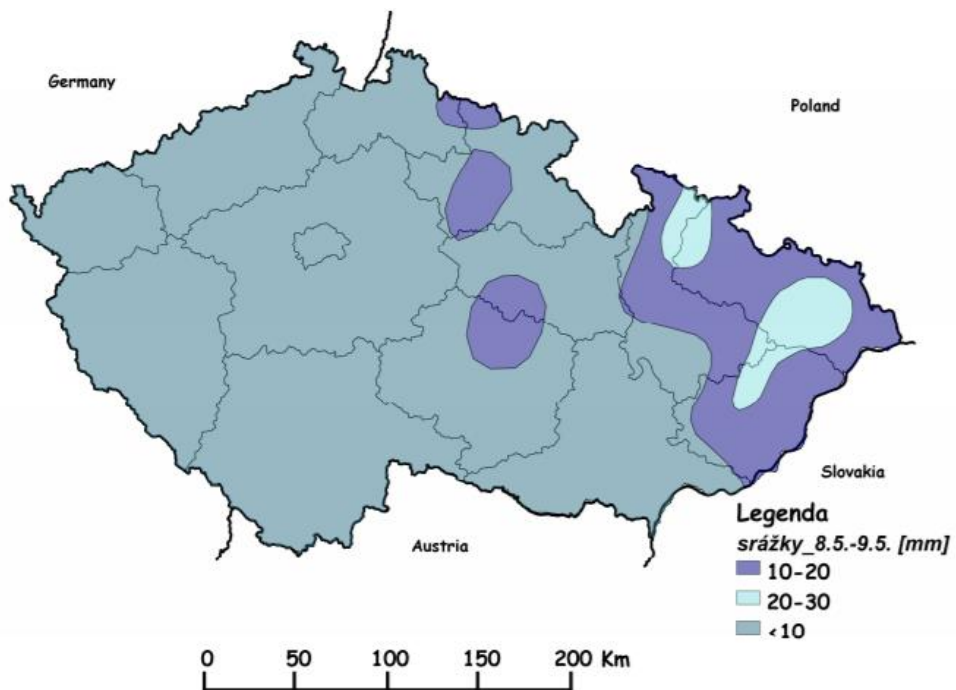 Germany
Poland
Slovakia
Austria
Legenda
srážky_8.5.-9.5. [mm]
10-20
20-30
<10
0 50 100 150 200 Km